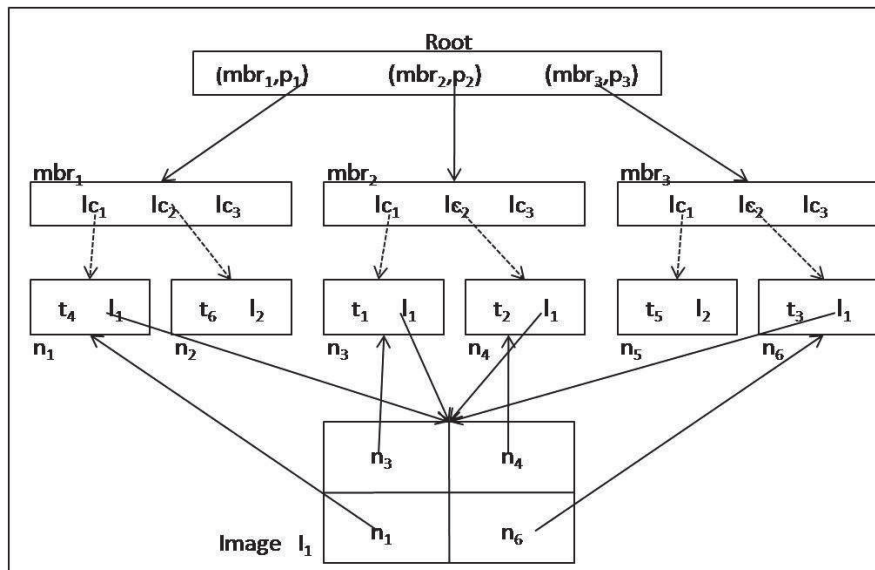 Root
(mbr₁,p₁) (mbr₂,p₂) (mbr₃,p₃)
mbr₁ mbr₂ mbr₃
lc₁ lc₂ lc₃ lc₁ lc₂ lc₃ lc₁ lc₂ lc₃
t₄ I₁ t₆ I₂ t₁ I₁ t₂ I₁ t₅ I₂ t₃ I₁
n₁ n₂ n₃ n₄ n₅ n₆
n₃ n₄
Image I₁ n₁ n₆